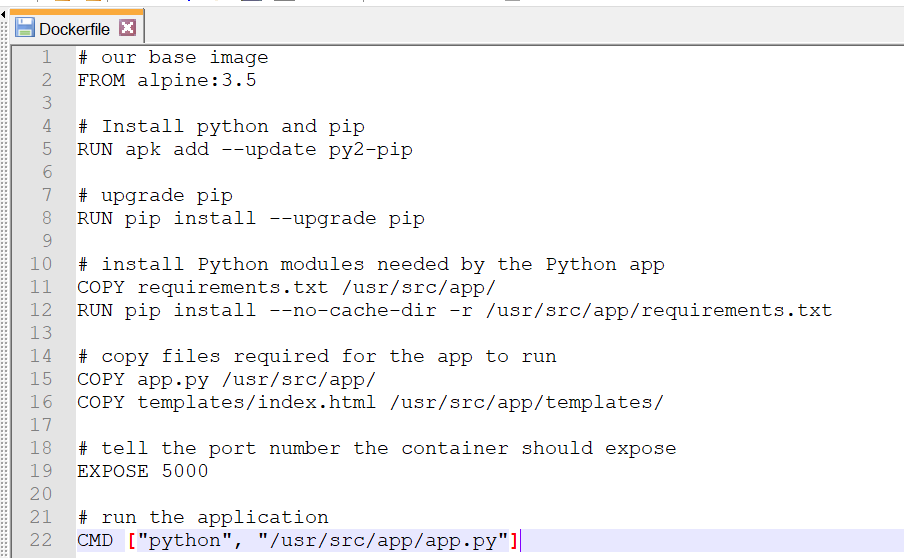 Dockerfile
1 # our base image
2 FROM alpine:3.5
3
4 # Install python and pip
5 RUN apk add --update py2-pip
6
7 # upgrade pip
8 RUN pip install --upgrade pip
9
10 # install Python modules needed by the Python app
11 COPY requirements.txt /usr/src/app/
12 RUN pip install --no-cache-dir -r /usr/src/app/requirements.txt
13
14 # copy files required for the app to run
15 COPY app.py /usr/src/app/
16 COPY templates/index.html /usr/src/app/templates/
17
18 # tell the port number the container should expose
19 EXPOSE 5000
20
21 # run the application
22 CMD ["python", "/usr/src/app/app.py"]